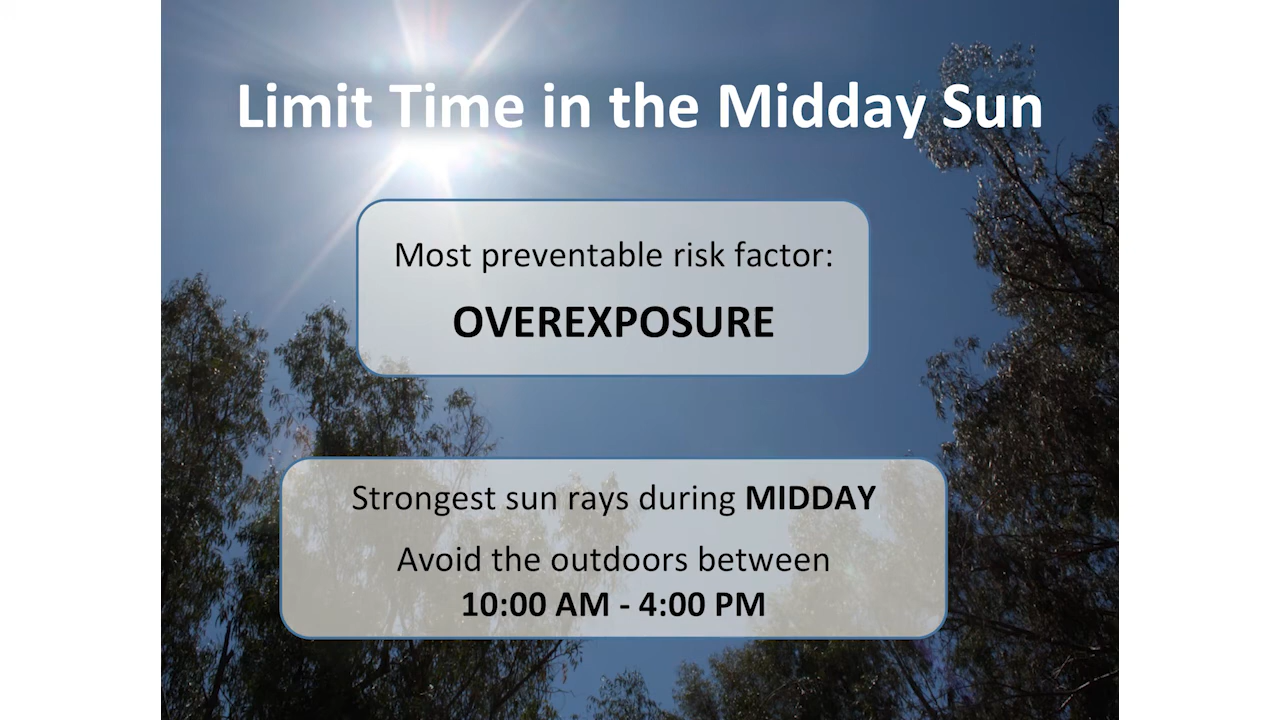 Limit Time in the Midday Sun
Most preventable risk factor:
OVEREXPOSURE
Strongest sun rays during MIDDAY
Avoid the outdoors between
10:00 AM - 4:00 PM